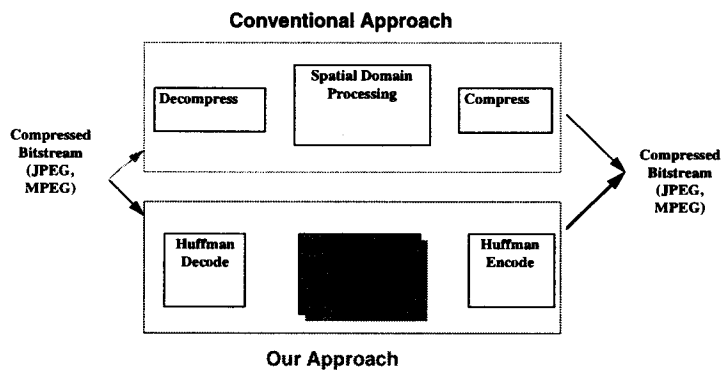 Conventional Approach
Decompress
Spatial Domain
Processing
Compress
Compressed
Bitstream
(JPEG,
MPEG)
Compressed
Bitstream
(JPEG,
MPEG)
Huffman
Decode
Huffman
Encode
Our Approach